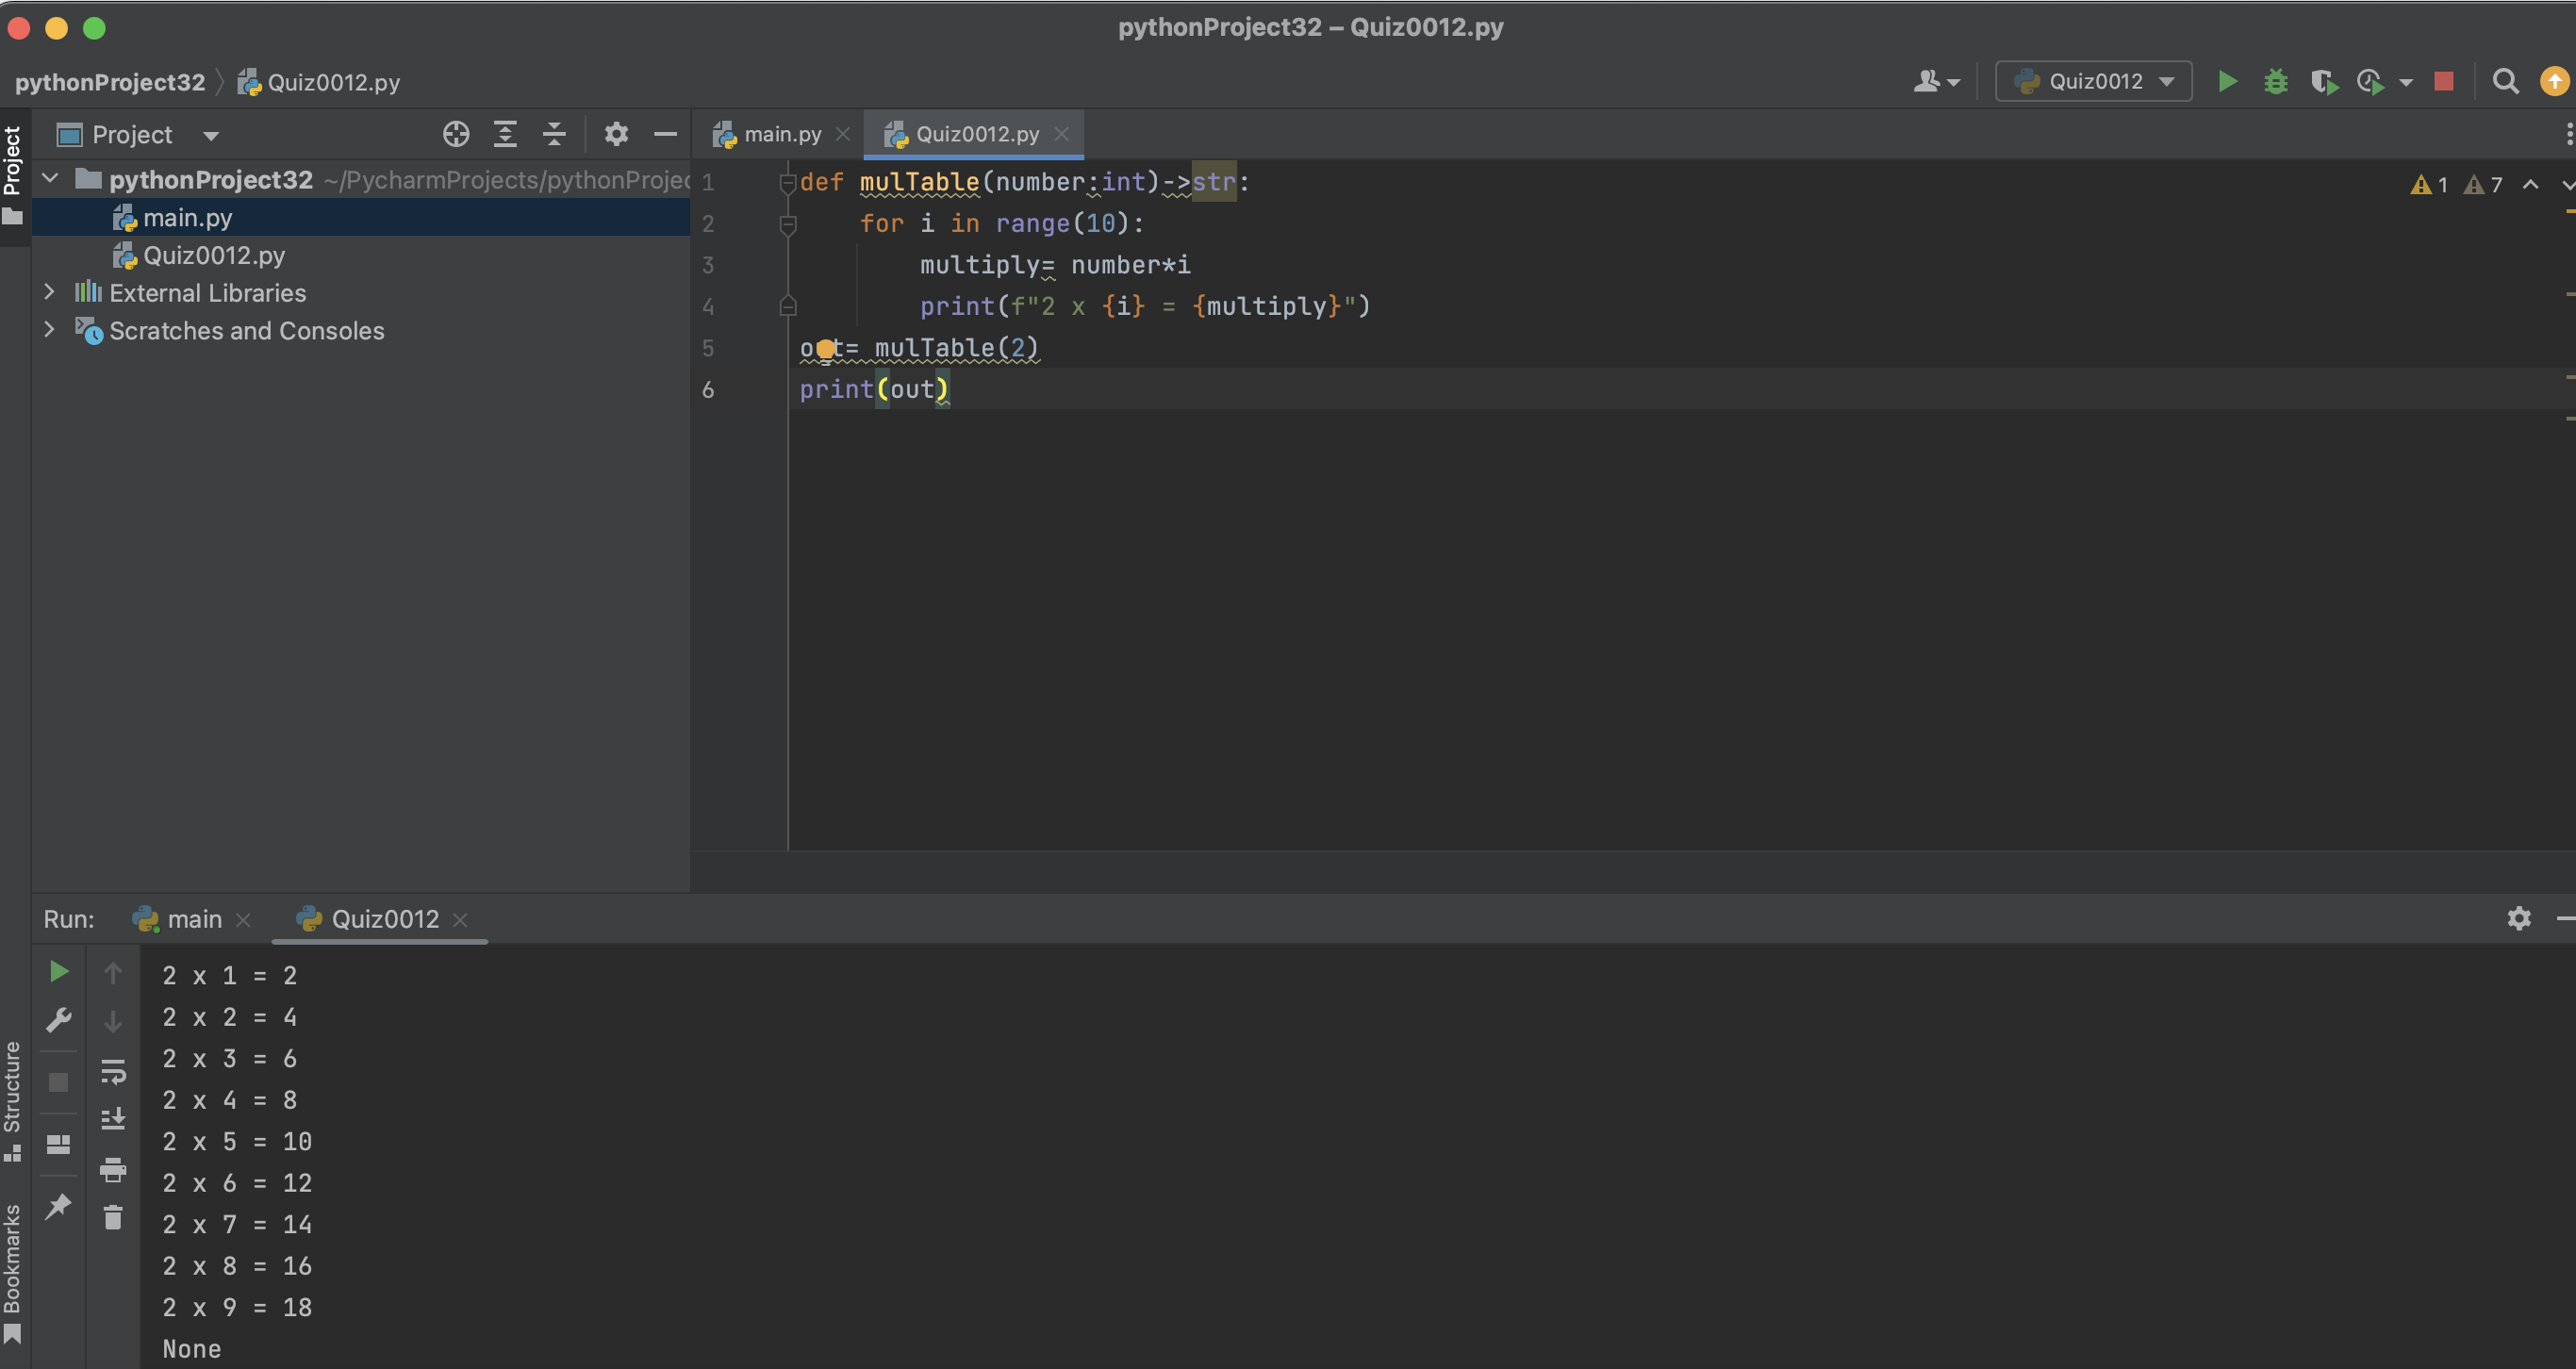 pythonProject32 – Quiz0012.py
pythonProject32 Quiz0012.py
Quiz0012
Project
Project
main.py
Quiz0012.py
pythonProject32 ~/PycharmProjects/pythonProjec
main.py
Quiz0012.py
External Libraries
Scratches and Consoles
1 def mulTable(number:int)->str:
2 for i in range(10):
3 multiply= number*i
4 print(f"2 x {i} = {multiply}")
5 out= mulTable(2)
6 print(out)
1 7
Run: main Quiz0012
2 x 1 = 2
2 x 2 = 4
2 x 3 = 6
2 x 4 = 8
2 x 5 = 10
2 x 6 = 12
2 x 7 = 14
2 x 8 = 16
2 x 9 = 18
None
Structure
Bookmarks